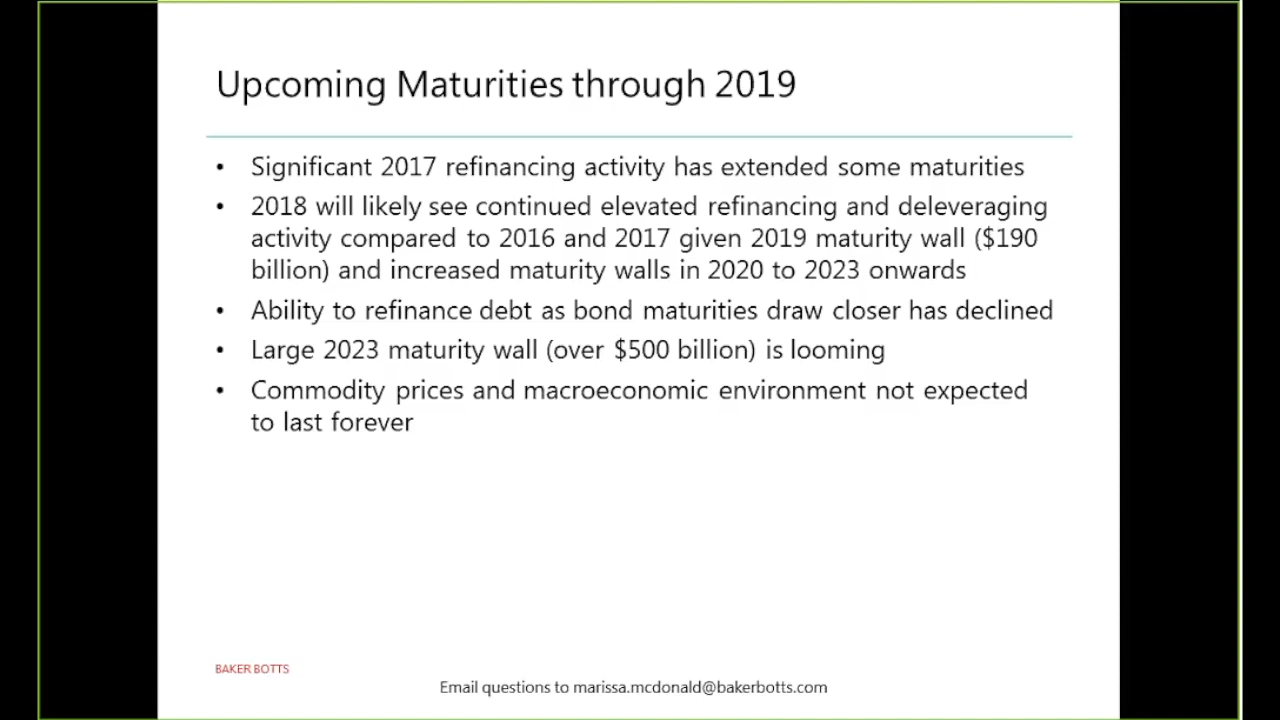 Upcoming Maturities through 2019
• Significant 2017 refinancing activity has extended some maturities
• 2018 will likely see continued elevated refinancing and deleveraging
activity compared to 2016 and 2017 given 2019 maturity wall ($190
billion) and increased maturity walls in 2020 to 2023 onwards
• Ability to refinance debt as bond maturities draw closer has declined
• Large 2023 maturity wall (over $500 billion) is looming
• Commodity prices and macroeconomic environment not expected
to last forever
BAKER BOTTS
Email questions to marissa.mcdonald@bakerbotts.com